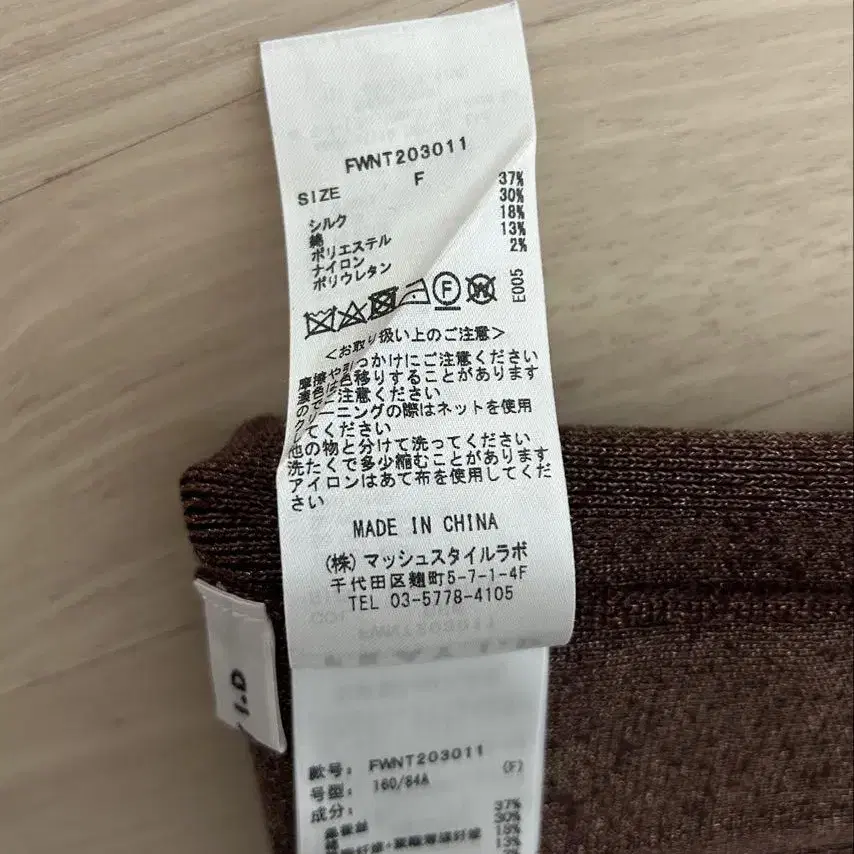 FWNT203011
SIZE F
シルク 37%
綿 30%
ポリエステル 18%
ナイロン 13%
ポリウレタン 2%
F W E005
<お取り扱い上のご注意>
摩擦や引っかけにご注意ください
濃色では色移りすることがあります
のでご注意ください
クリーニングの際はネットを使用
してください
他の物と分けて洗ってください
洗たくで多少縮むことがあります
アイロンはあて布を使用してくだ
さい
MADE IN CHINA
(株)マッシュスタイルラボ
千代田区麹町5-7-1-4F
TEL 03-5778-4105
I.D
款号: FWNT203011
号型: 160/84A (F)
成分:
37%
30%
18%
13%